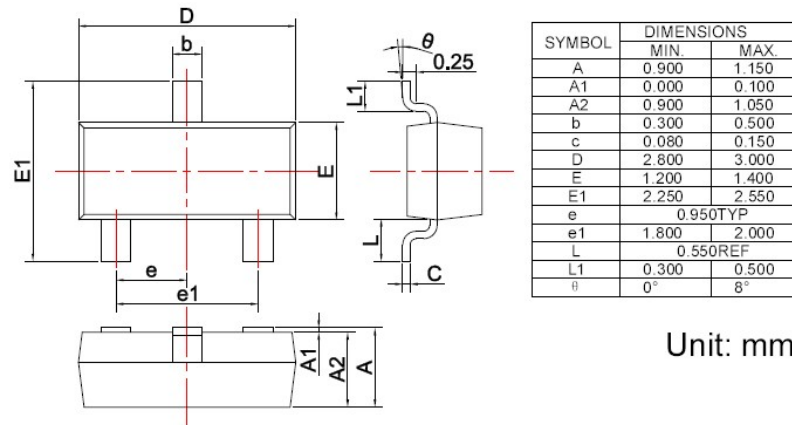 D
b
θ
0.25
L1
E1
E
L
C
e
e1
A1
A2
A
SYMBOL DIMENSIONS
MIN. MAX.
A 0.900 1.150
A1 0.000 0.100
A2 0.900 1.050
b 0.300 0.500
c 0.080 0.150
D 2.800 3.000
E 1.200 1.400
E1 2.250 2.550
e 0.950TYP
e1 1.800 2.000
L 0.550REF
L1 0.300 0.500
θ 0° 8°
Unit: mm